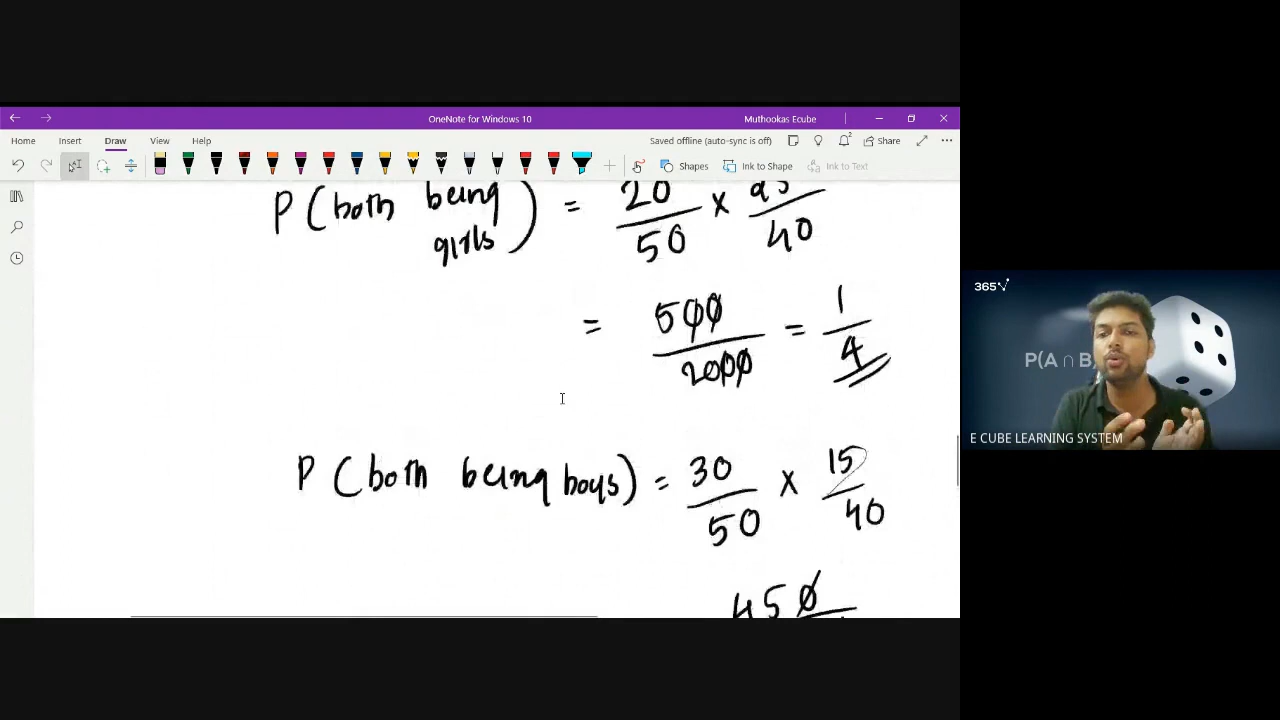 OneNote for Windows 10
Muthookas Ecube
Home Insert Draw View Help
Saved offline (auto-sync is off)
Share
Shapes
Ink to Shape
Ink to Text
P (both being girls) = 20/50 × 25/40
= 500/2000 = 1/4
P (both being boys) = 30/50 × 15/40
450
365
P(A ∩ B)
E CUBE LEARNING SYSTEM